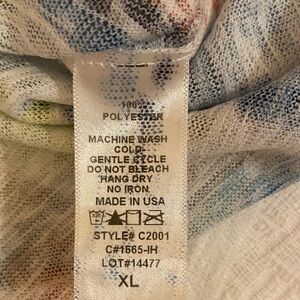 100%
POLYESTER
MACHINE WASH
COLD
GENTLE CYCLE
DO NOT BLEACH
HANG DRY
NO IRON
MADE IN USA
STYLE# C2001
C#1665-IH
LOT#14477
XL